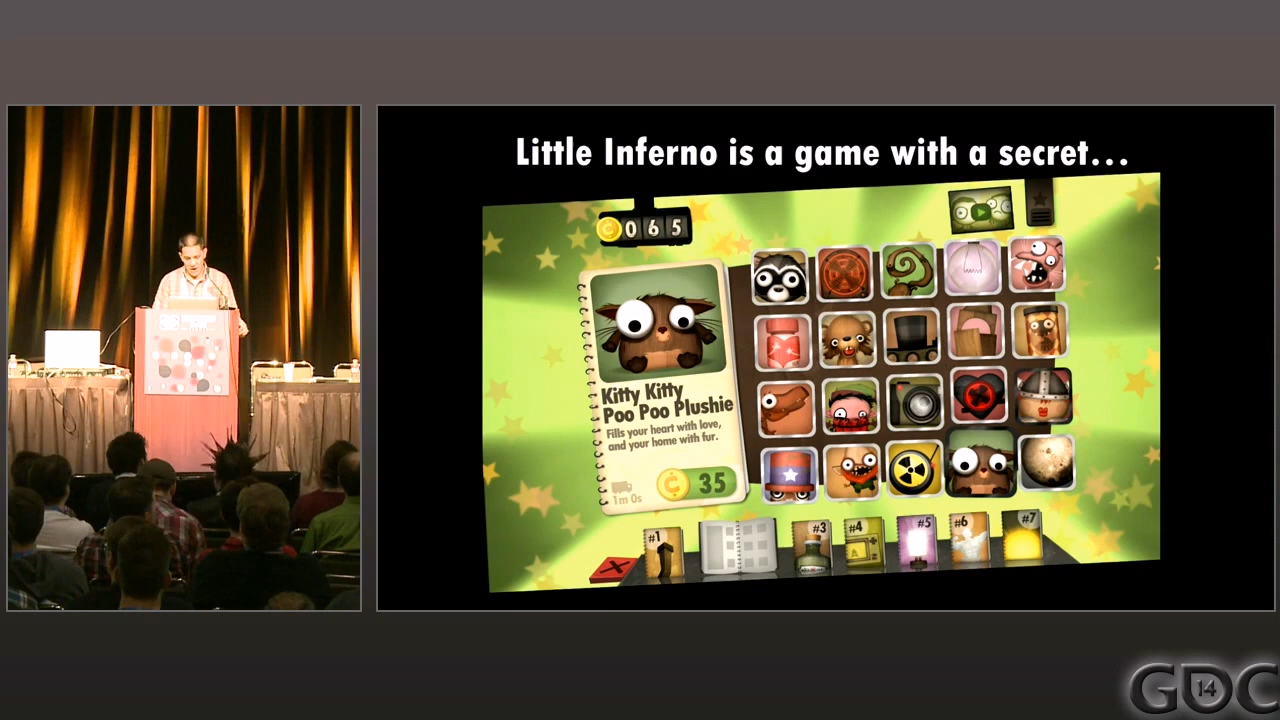 Little Inferno is a game with a secret...
065
Kitty Kitty
Poo Poo Plushie
Fills your heart with love,
and your home with fur.
C 35
1m 0s
#1
#3
#4
#5
#6
#7
GDC
14